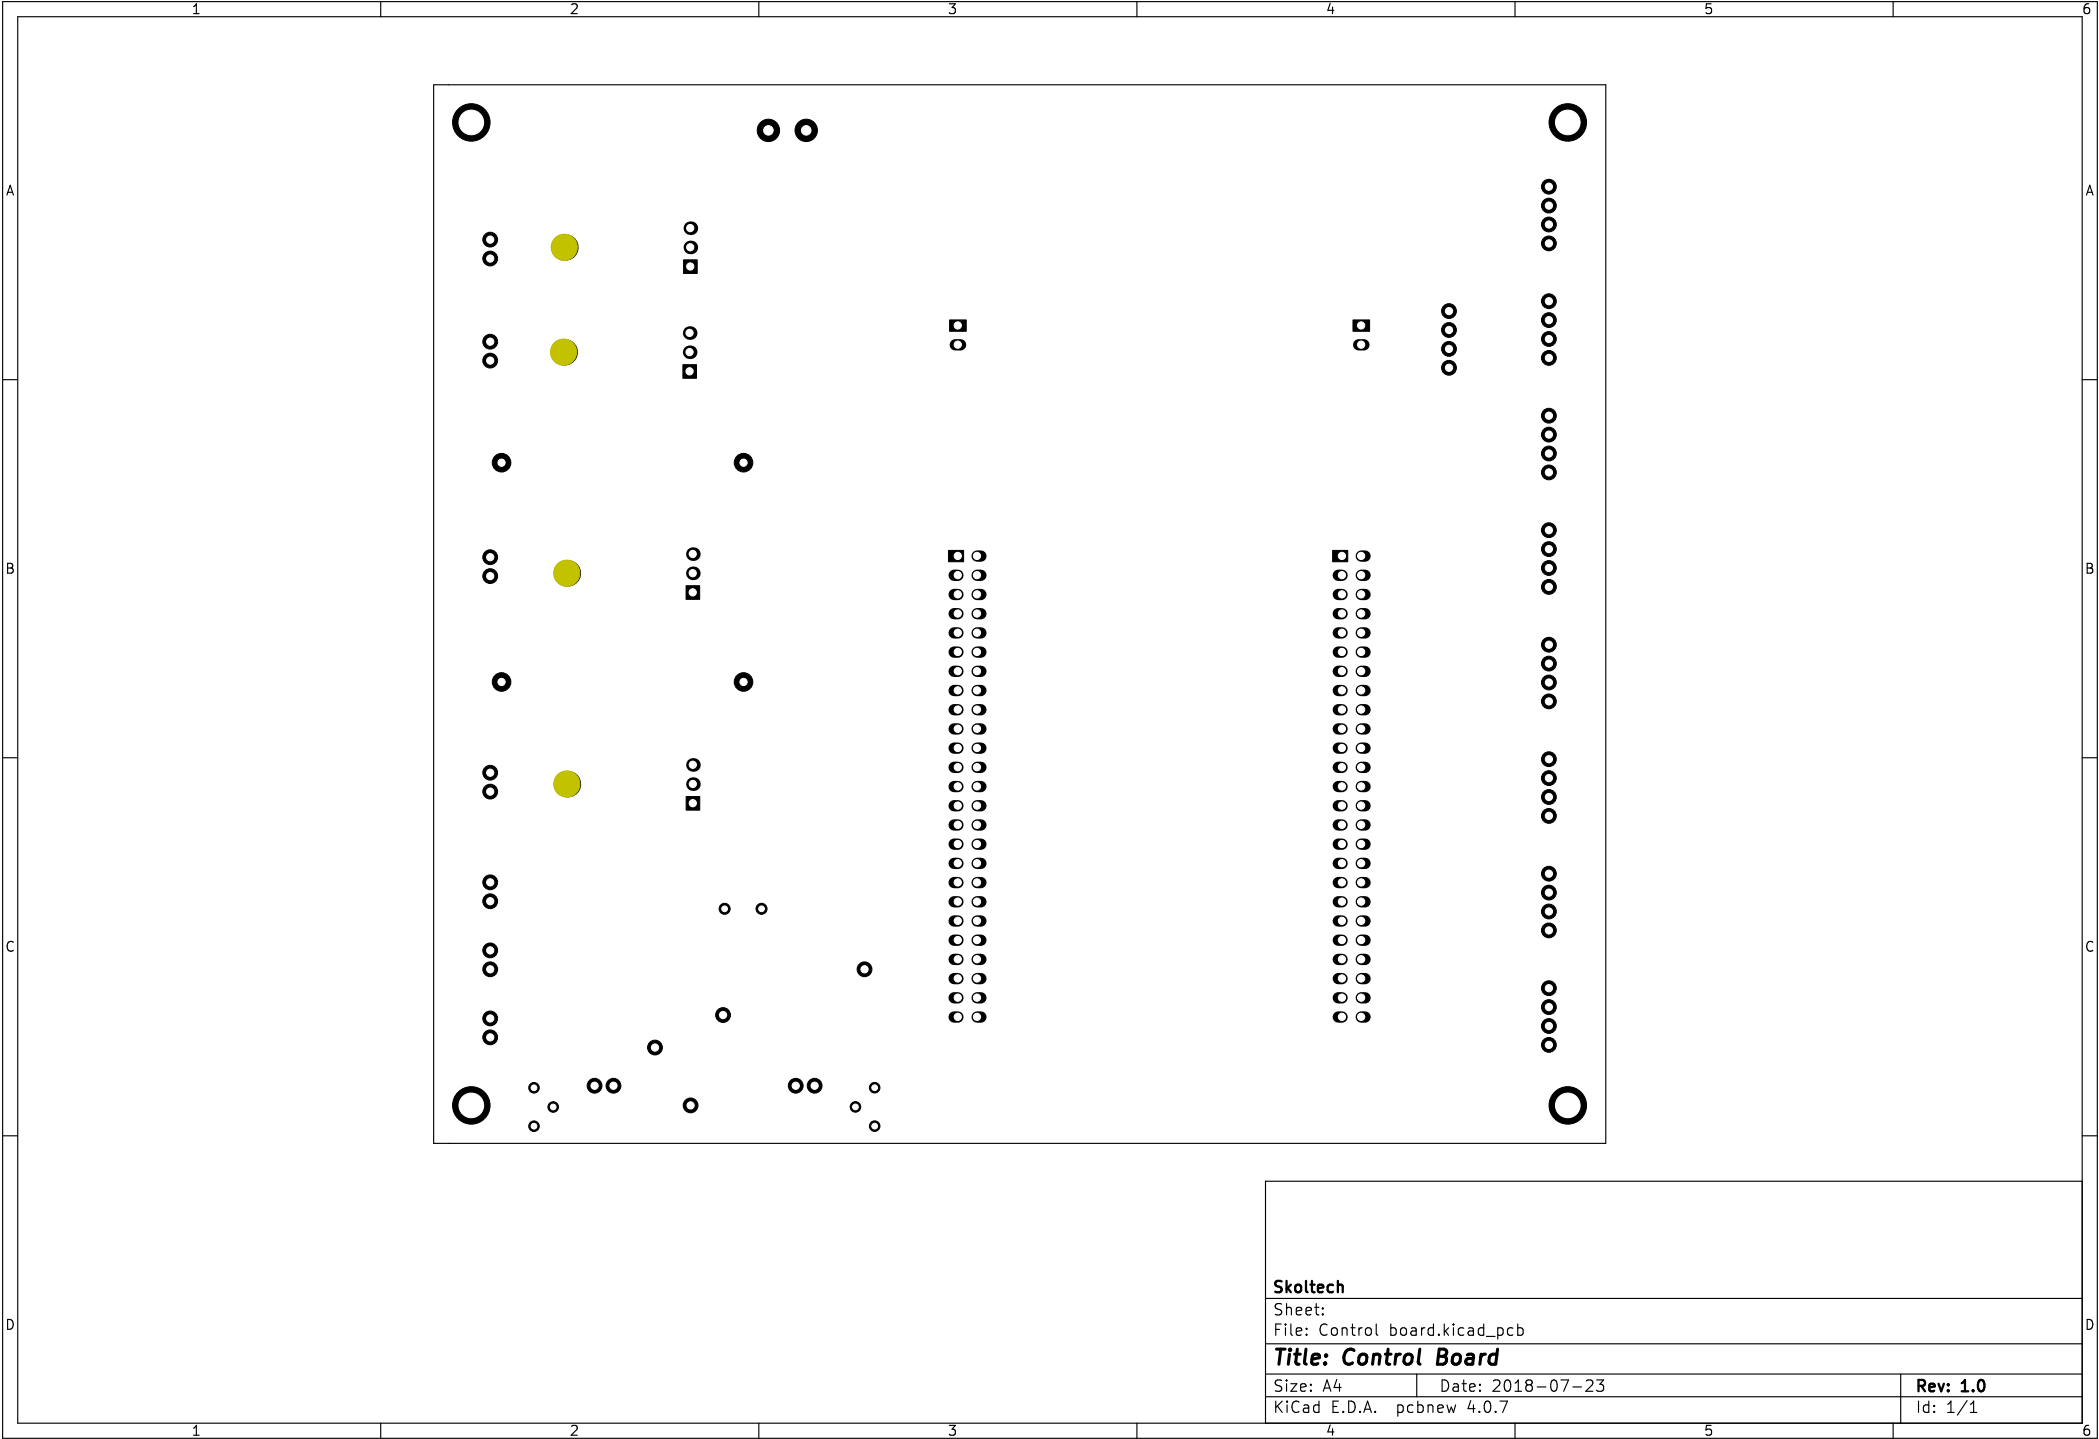 1 2 3 4 5 6
A A
B B
C C
D D
Skoltech
Sheet:
File: Control board.kicad_pcb
Title: Control Board
Size: A4 Date: 2018-07-23 Rev: 1.0
KiCad E.D.A. pcbnew 4.0.7 Id: 1/1
1 2 3 4 5 6